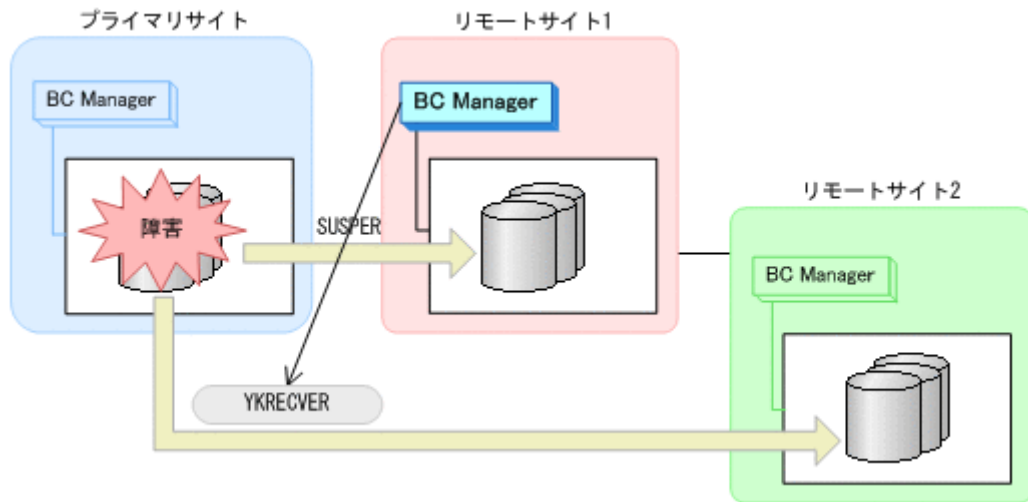 プライマリサイト
リモートサイト1
BC Manager
BC Manager
リモートサイト2
障害
SUSPER
BC Manager
YKRECVER